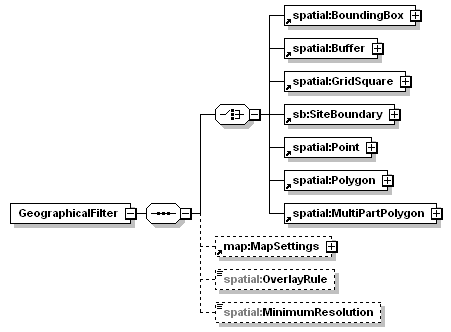 spatial:BoundingBox
spatial:Buffer
spatial:GridSquare
sb:SiteBoundary
spatial:Point
spatial:Polygon
spatial:MultiPartPolygon
GeographicalFilter
map:MapSettings
spatial:OverlayRule
spatial:MinimumResolution